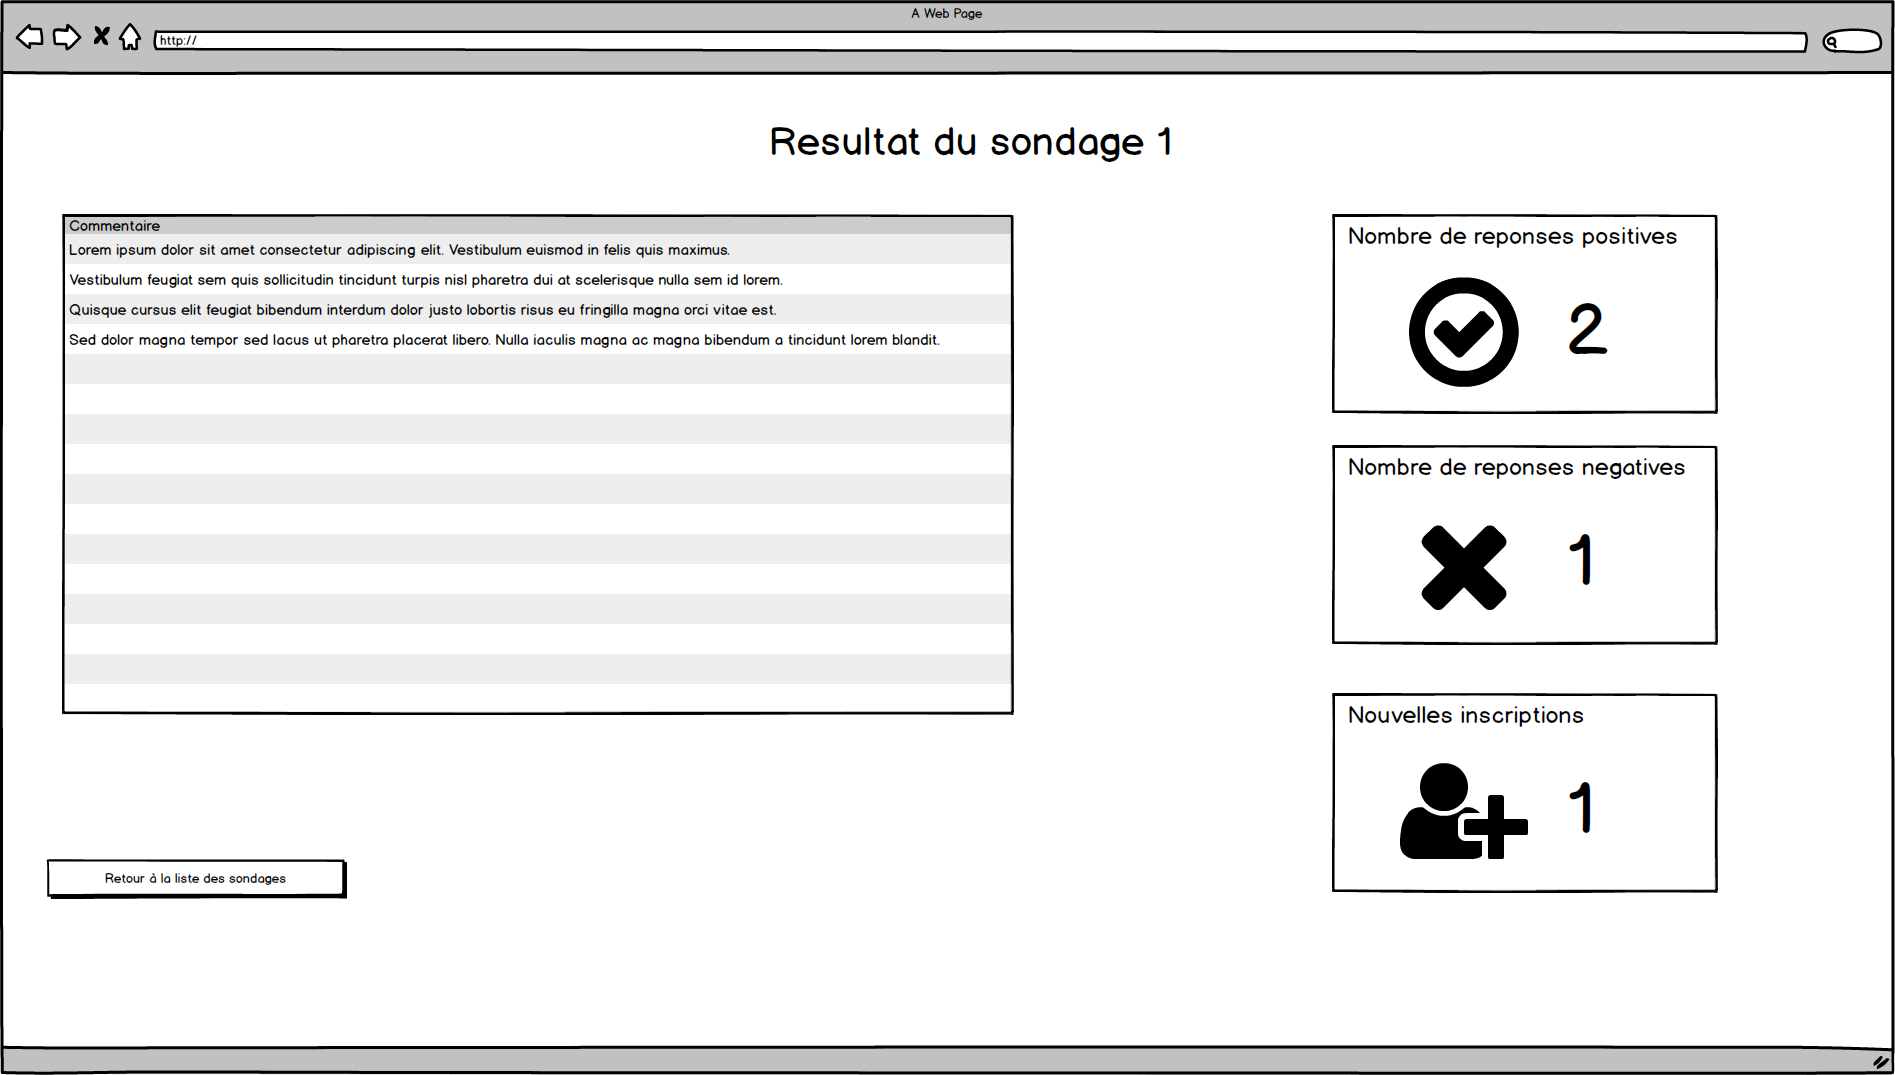 A Web Page
http://
Resultat du sondage 1
Commentaire
Lorem ipsum dolor sit amet consectetur adipiscing elit. Vestibulum euismod in felis quis maximus.
Vestibulum feugiat sem quis sollicitudin tincidunt turpis nisl pharetra dui at scelerisque nulla sem id lorem.
Quisque cursus elit feugiat bibendum interdum dolor justo lobortis risus eu fringilla magna orci vitae est.
Sed dolor magna tempor sed lacus ut pharetra placerat libero. Nulla iaculis magna ac magna bibendum a tincidunt lorem blandit.
Nombre de reponses positives
2
Nombre de reponses negatives
1
Nouvelles inscriptions
1
Retour à la liste des sondages